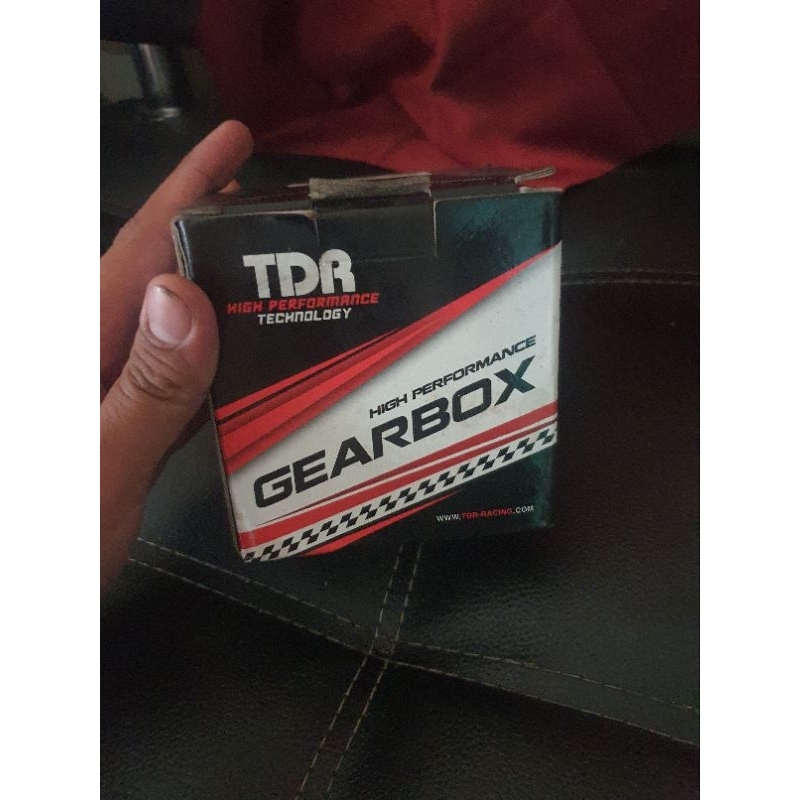 TDR
HIGH PERFORMANCE
TECHNOLOGY
HIGH PERFORMANCE
GEARBOX
WWW.TDR-RACING.COM